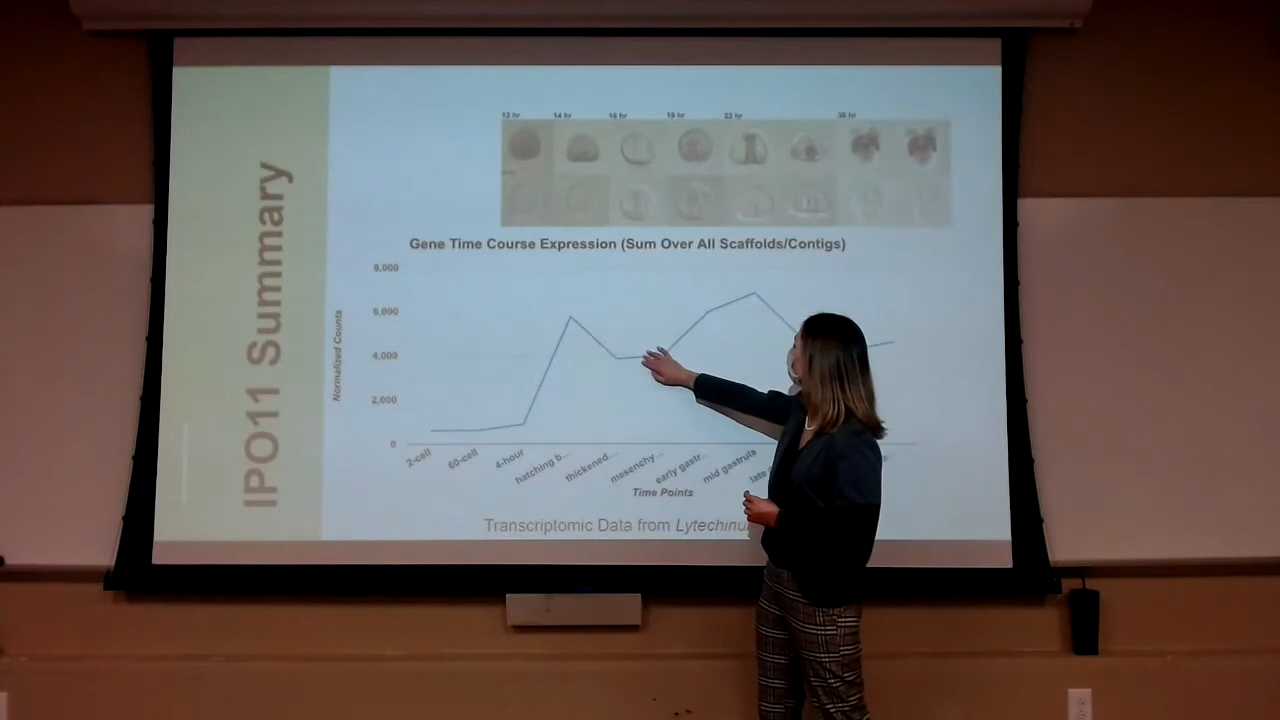 IPO11 Summary
12 hr 14 hr 16 hr 18 hr 22 hr
Gene Time Course Expression (Sum Over All Scaffolds/Contigs)
Normalized Counts
8,000
6,000
4,000
2,000
0
2-cell 60-cell 4-hour hatching b... thickened... mesenchy... early gastr... mid gastrula late
Time Points
Transcriptomic Data from Lytechinu